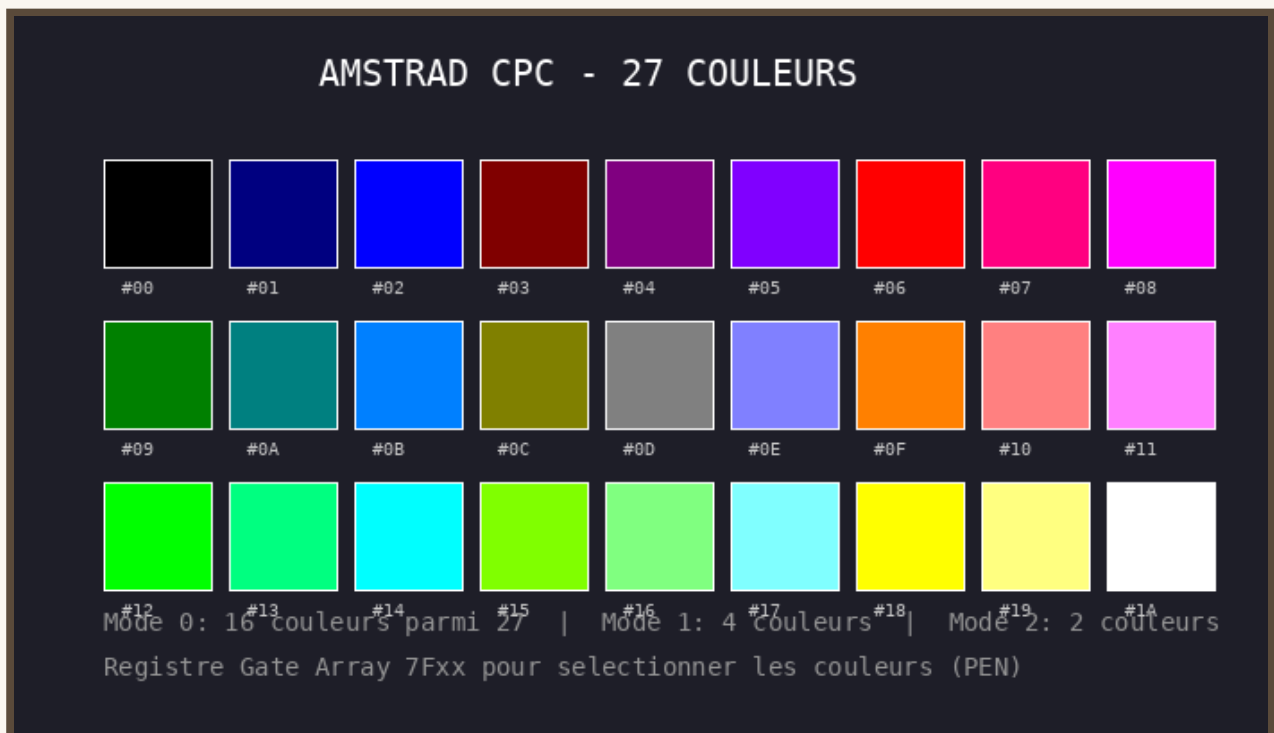 AMSTRAD CPC - 27 COULEURS
#00 #01 #02 #03 #04 #05 #06 #07 #08
#09 #0A #0B #0C #0D #0E #0F #10 #11
#12 #13 #14 #15 #16 #17 #18 #19 #1A
Mode 0: 16 couleurs parmi 27 | Mode 1: 4 couleurs | Mode 2: 2 couleurs
Registre Gate Array 7Fxx pour selectionner les couleurs (PEN)